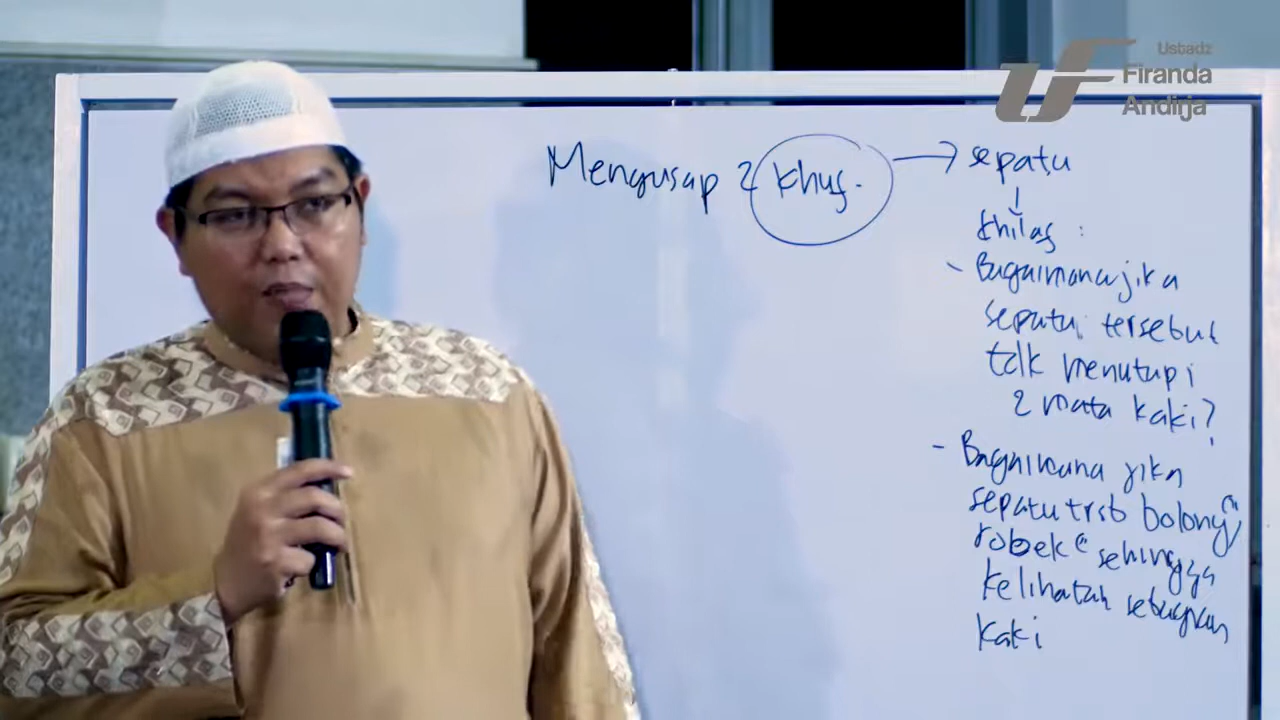 Ustadz
Firanda
Andirja
Mengusap 2 khuf. → sepatu
↓
khilaf :
- Bagaimana jika
sepatu tersebut
tdk menutupi
2 mata kaki?
- Bagaimana jika
sepatu trsb bolong2/
robek2 sehingga
kelihatan sebagian
kaki